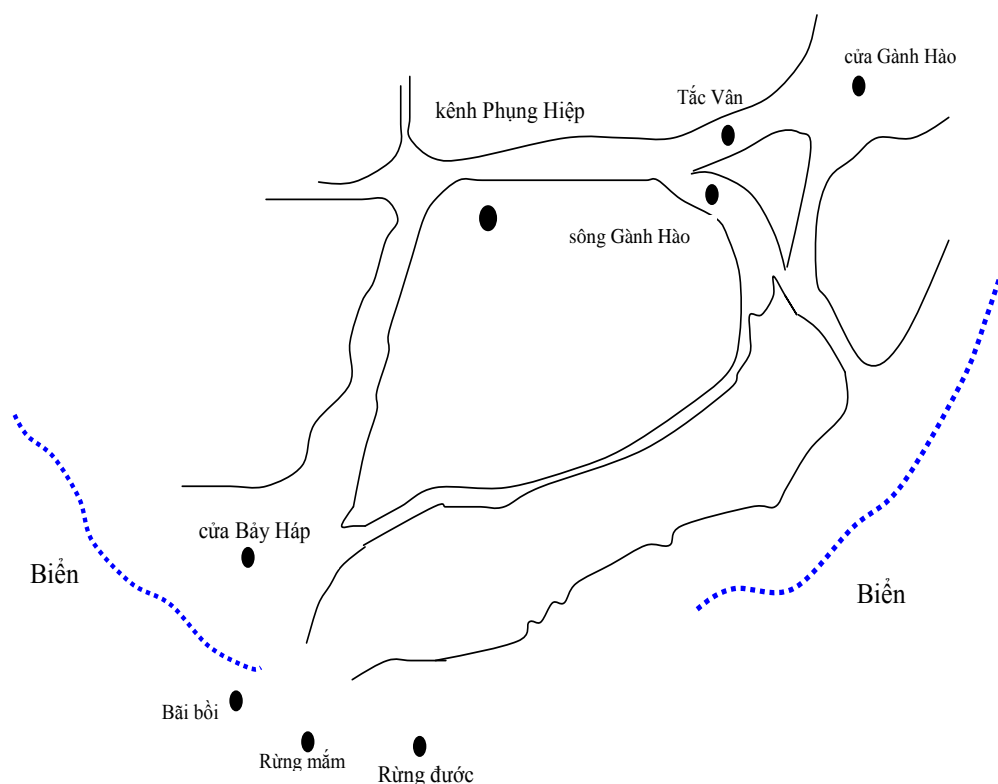 cửa Gành Hào
Tắc Vân
kênh Phụng Hiệp
sông Gành Hào
cửa Bảy Háp
Biển
Biển
Bãi bồi
Rừng mắm
Rừng đước